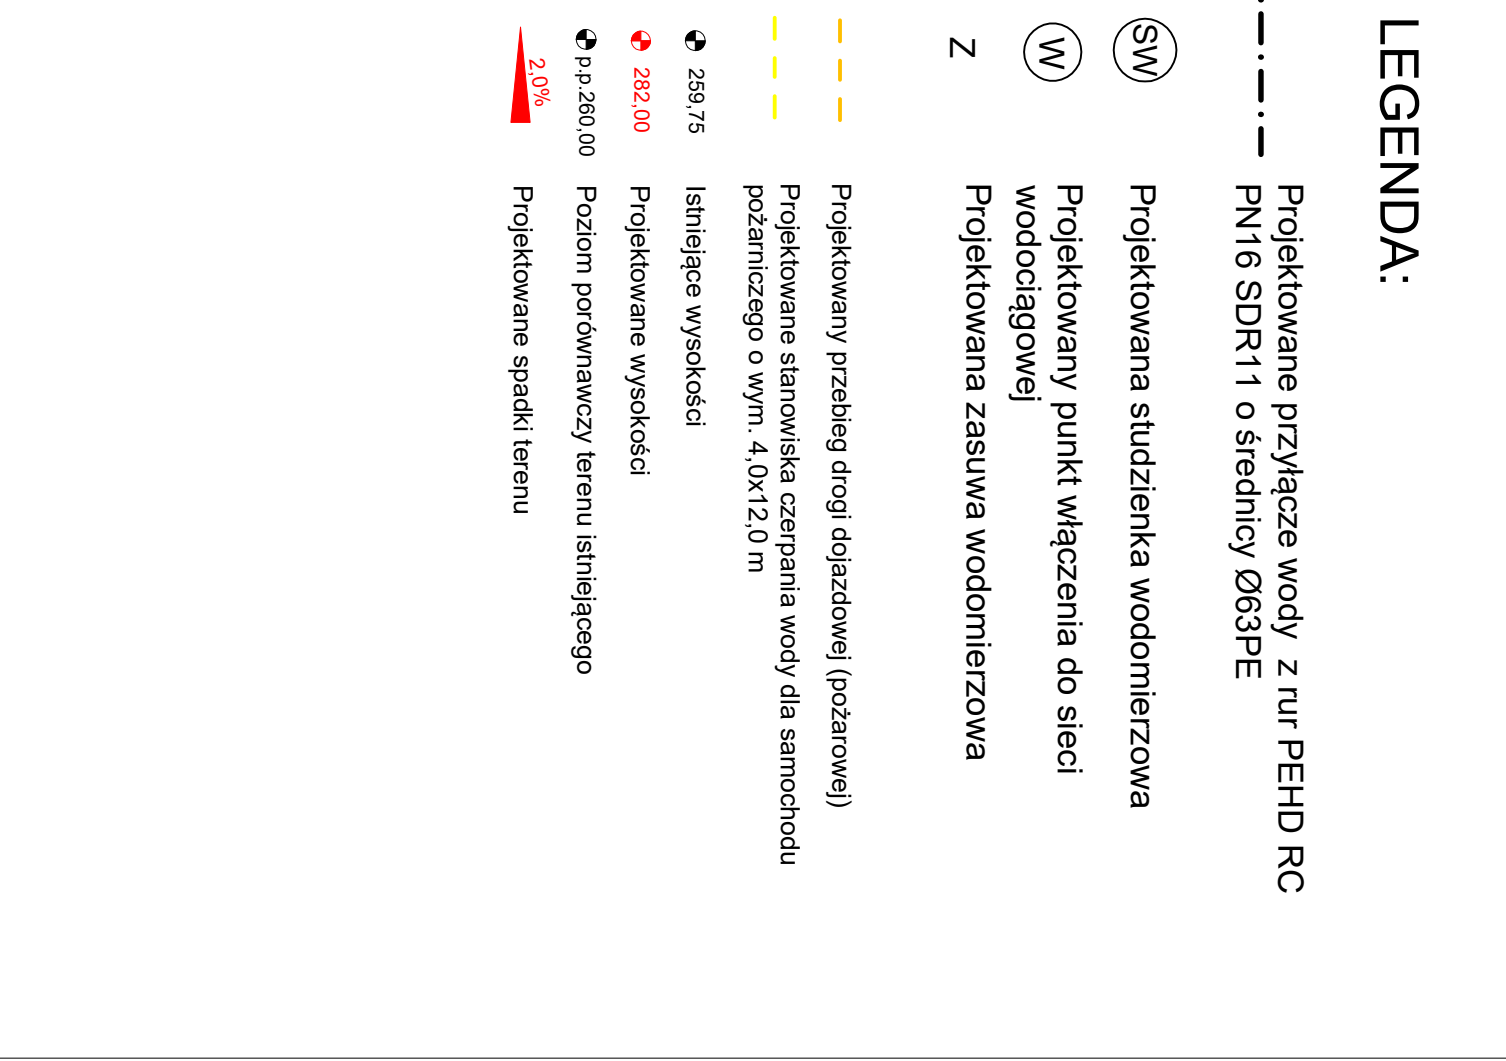 LEGENDA:
Projektowane przyłącze wody z rur PEHD RC
PN16 SDR11 o średnicy Ø63PE
SW Projektowana studzienka wodomierzowa
W Projektowany punkt włączenia do sieci
wodociągowej
Z Projektowana zasuwa wodomierzowa
Projektowany przebieg drogi dojazdowej (pożarowej)
Projektowane stanowiska czerpania wody dla samochodu
pożarniczego o wym. 4,0x12,0 m
259,75 Istniejące wysokości
282,00 Projektowane wysokości
p.p.260,00 Poziom porównawczy terenu istniejącego
2,0% Projektowane spadki terenu